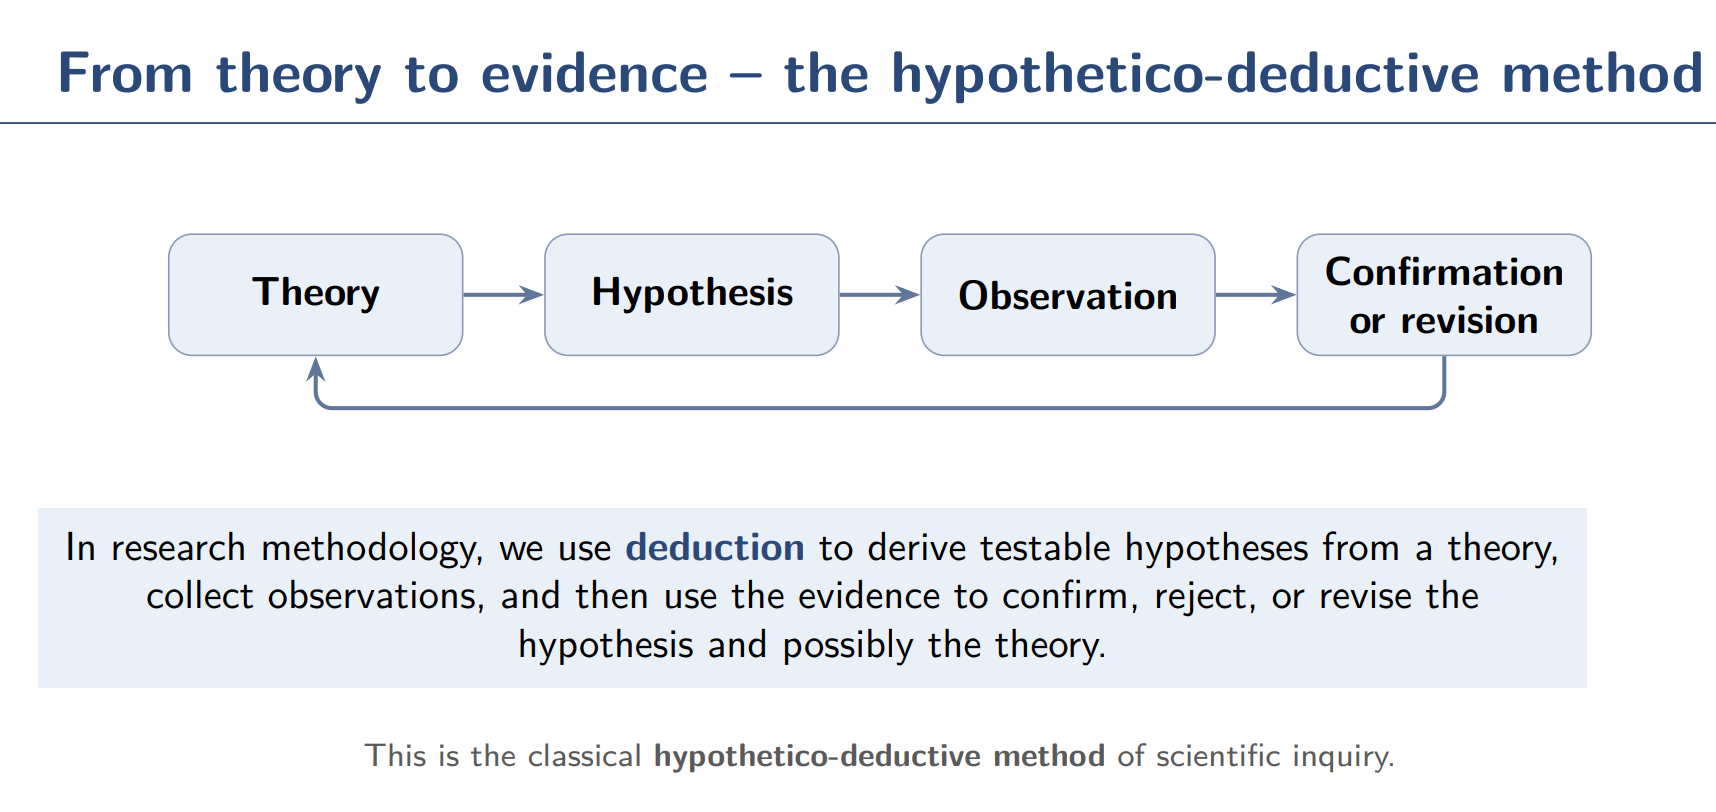 From theory to evidence – the hypothetico-deductive method
Theory
Hypothesis
Observation
Confirmation
or revision
In research methodology, we use deduction to derive testable hypotheses from a theory,
collect observations, and then use the evidence to confirm, reject, or revise the
hypothesis and possibly the theory.
This is the classical hypothetico-deductive method of scientific inquiry.